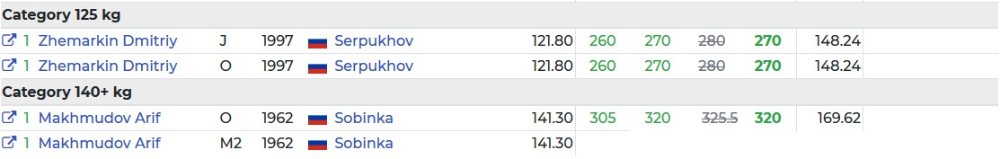 Category 125 kg
1 Zhemarkin Dmitriy J 1997 Serpukhov 121.80 260 270 280 270 148.24
1 Zhemarkin Dmitriy O 1997 Serpukhov 121.80 260 270 280 270 148.24
Category 140+ kg
1 Makhmudov Arif O 1962 Sobinka 141.30 305 320 325.5 320 169.62
1 Makhmudov Arif M2 1962 Sobinka 141.30